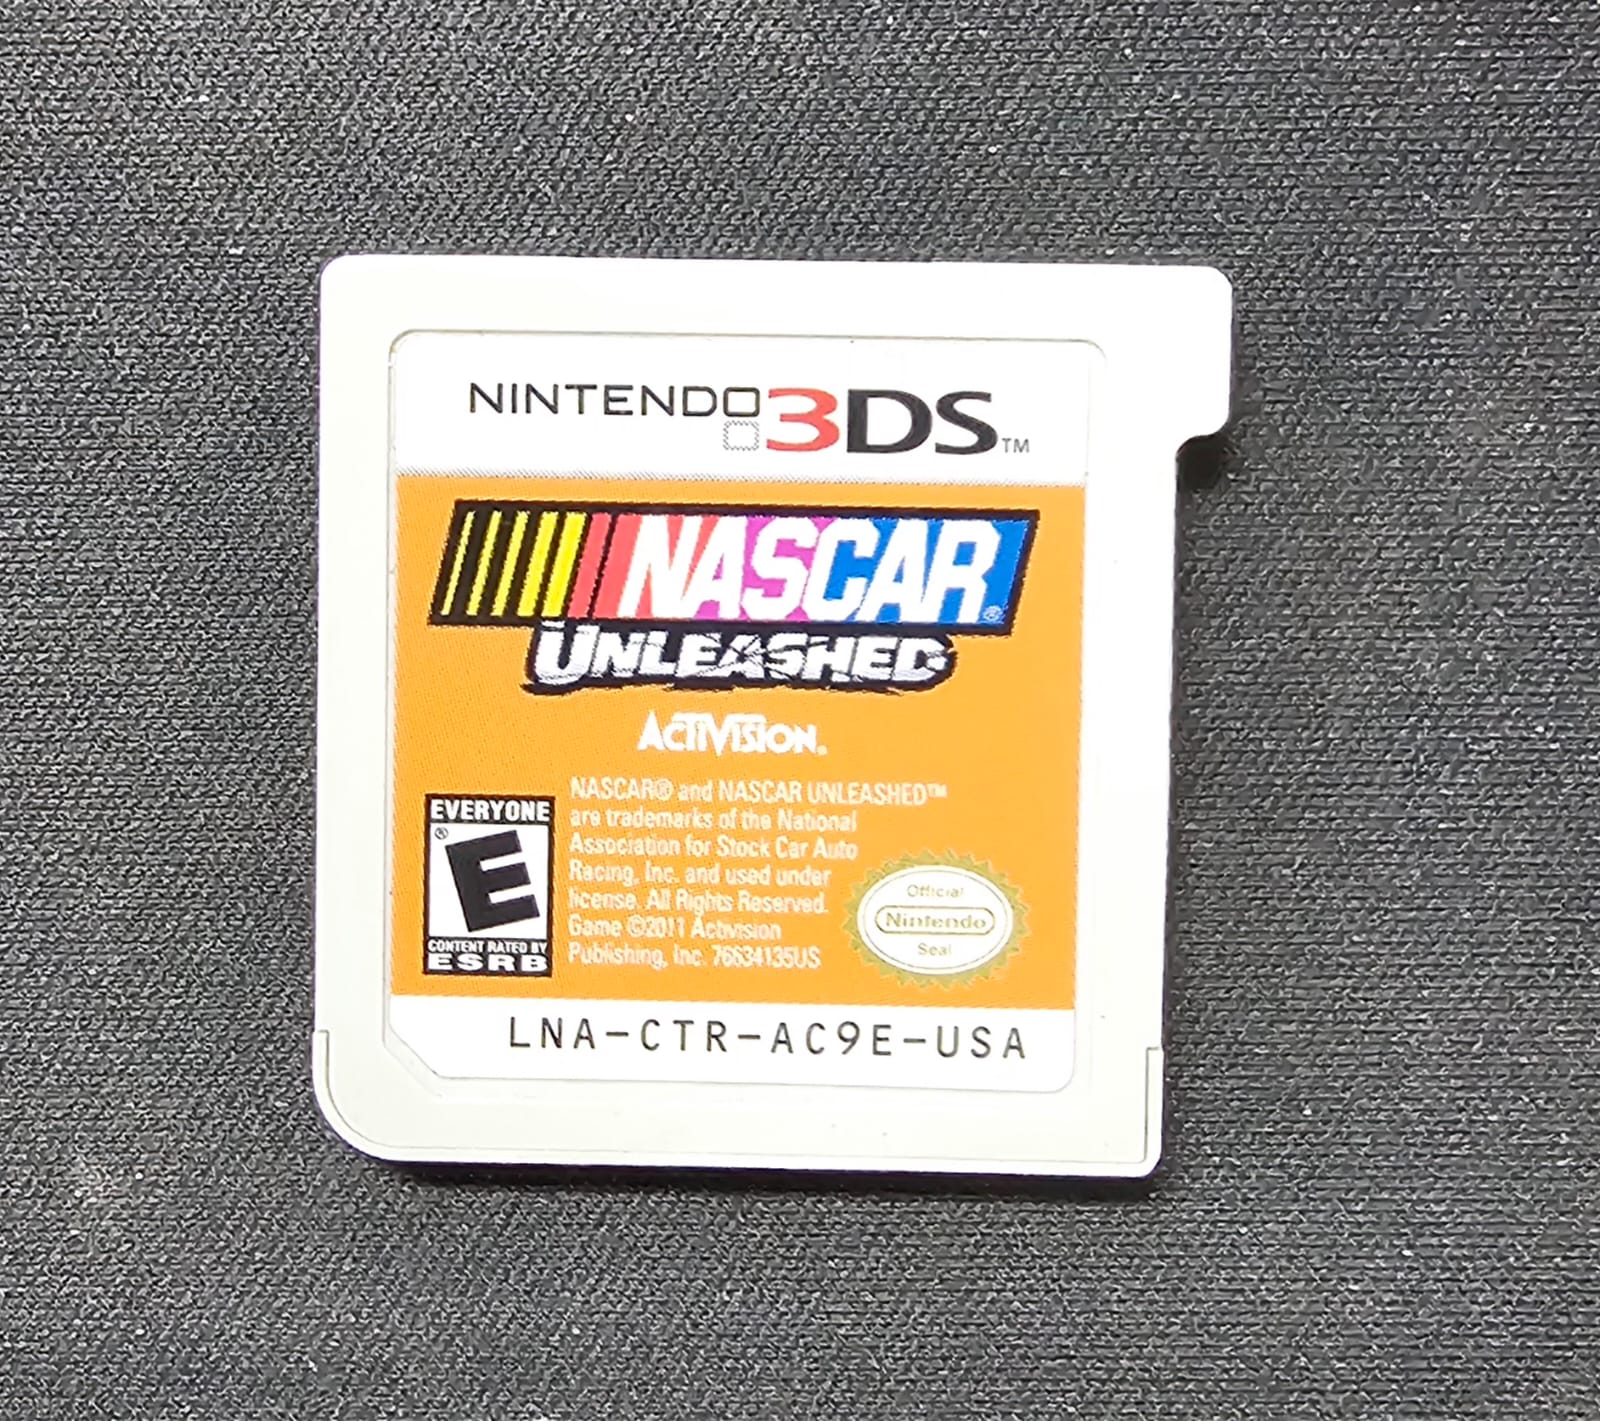 NINTENDO 3DS™
NASCAR®
UNLEASHED
ACTIVISION®
EVERYONE
E®
CONTENT RATED BY
ESRB
NASCAR® and NASCAR UNLEASHED™
are trademarks of the National
Association for Stock Car Auto
Racing, Inc. and used under
license. All Rights Reserved.
Game ©2011 Activision
Publishing, Inc. 76634135US
Official
Nintendo
Seal
LNA-CTR-AC9E-USA